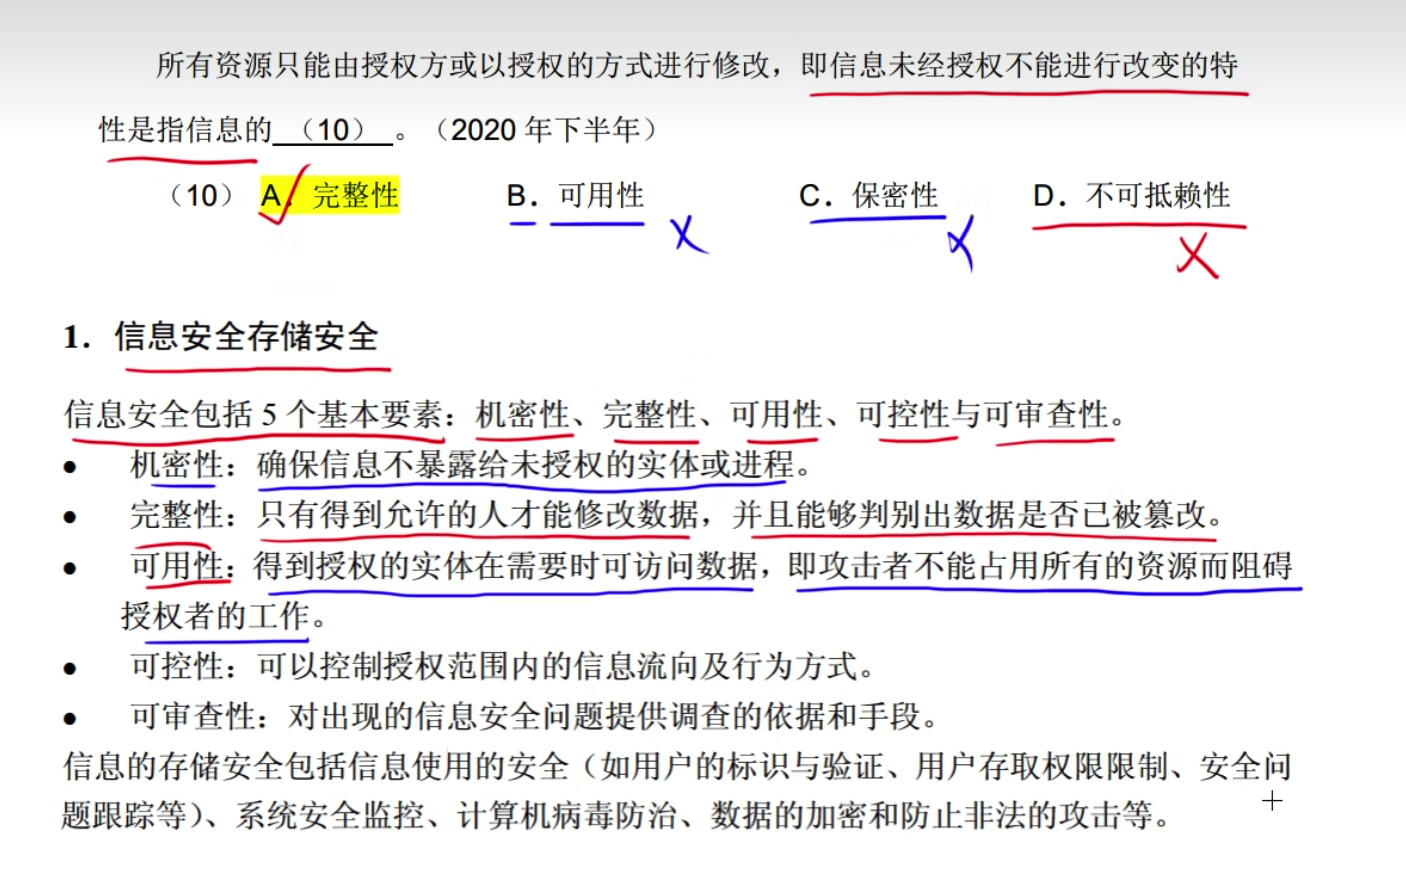 所有资源只能由授权方或以授权的方式进行修改，即信息未经授权不能进行改变的特
性是指信息的（10）。（2020 年下半年）
（10） A．完整性 B．可用性 C．保密性 D．不可抵赖性
1．信息安全存储安全
信息安全包括 5 个基本要素：机密性、完整性、可用性、可控性与可审查性。
● 机密性：确保信息不暴露给未授权的实体或进程。
● 完整性：只有得到允许的人才能修改数据，并且能够判别出数据是否已被篡改。
● 可用性：得到授权的实体在需要时可访问数据，即攻击者不能占用所有的资源而阻碍
授权者的工作。
● 可控性：可以控制授权范围内的信息流向及行为方式。
● 可审查性：对出现的信息安全问题提供调查的依据和手段。
信息的存储安全包括信息使用的安全（如用户的标识与验证、用户存取权限限制、安全问
题跟踪等）、系统安全监控、计算机病毒防治、数据的加密和防止非法的攻击等。